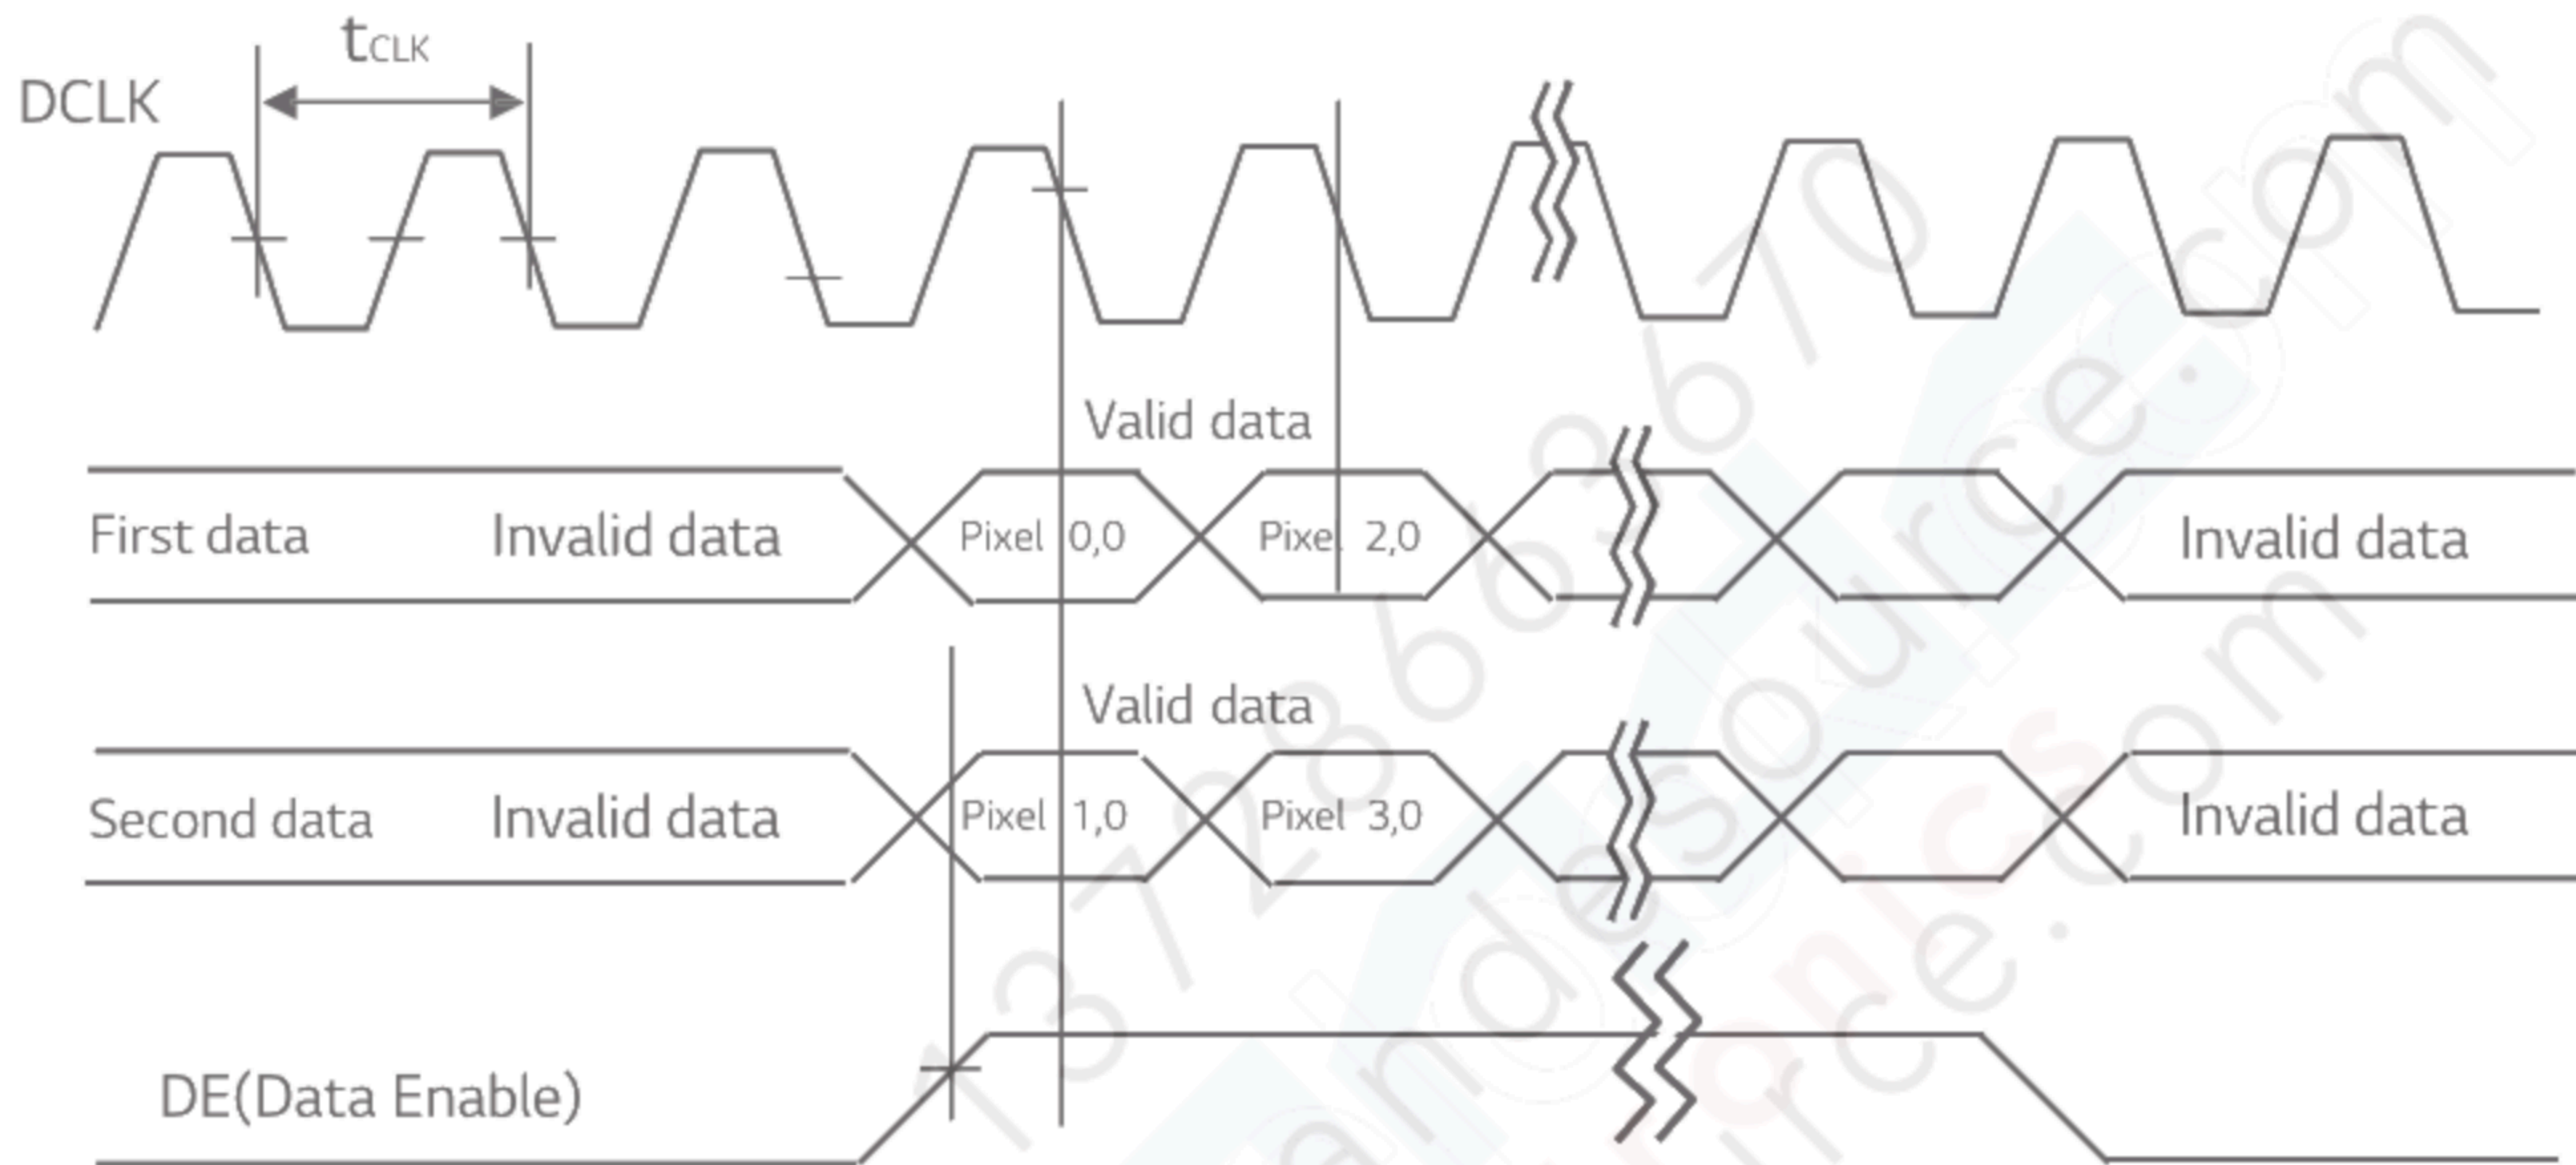 tCLK
DCLK
Valid data
First data Invalid data Pixel 0,0 Pixel 2,0 Invalid data
Valid data
Second data Invalid data Pixel 1,0 Pixel 3,0 Invalid data
DE(Data Enable)
13728663670